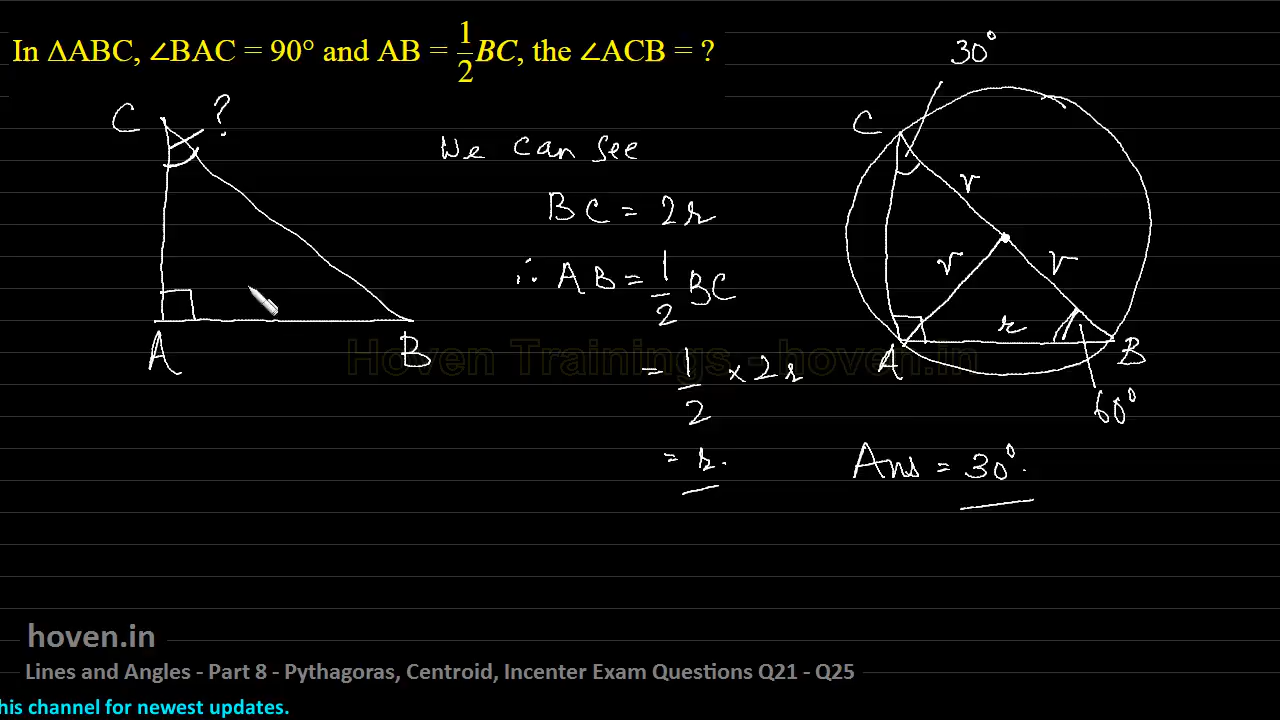 In ΔABC, ∠BAC = 90° and AB = 1/2 BC, the ∠ACB = ?
C ?
A B
We can see
BC = 2r
∴ AB = 1/2 BC
= 1/2 × 2r
= r.
30°
C
r
r r
r
A B
60°
Ans = 30°.
Hoven Trainings - hoven.in
hoven.in
Lines and Angles - Part 8 - Pythagoras, Centroid, Incenter Exam Questions Q21 - Q25
his channel for newest updates.